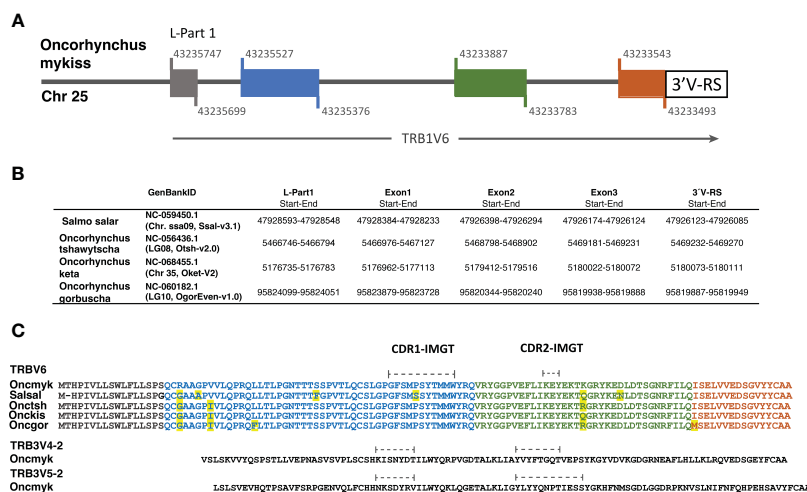 A
L-Part 1
Oncorhynchus mykiss
Chr 25
43235747
43235699
43235527
43235376
43233887
43233783
43233543
43233493
3'V-RS
TRB1V6
B
GenBankID L-Part1 Exon1 Exon2 Exon3 3´V-RS
Start-End Start-End Start-End Start-End Start-End
Salmo salar NC-059450.1 (Chr. ssa09, Ssal-v3.1) 47928593-47928548 47928384-47928233 47926398-47926294 47926174-47926124 47926123-47926085
Oncorhynchus tshawytscha NC-056436.1 (LG08, Otsh-v2.0) 5466746-5466794 5466976-5467127 5468798-5468902 5469181-5469231 5469232-5469270
Oncorhynchus keta NC-068455.1 (Chr 35, Oket-V2) 5176735-5176783 5176962-5177113 5179412-5179516 5180022-5180072 5180073-5180111
Oncorhynchus gorbuscha NC-060182.1 (LG10, OgorEven-v1.0) 95824099-95824051 95823879-95823728 95820344-95820240 95819938-95819888 95819887-95819949
C
CDR1-IMGT CDR2-IMGT
TRBV6
Oncmyk MTHPIVLLSWLFLLSPSQCRAAGPVVLQPRQLLTLPGNTTTSSPVTLQCSLGPGFSMPSYTMMWYRQVRYGGPVEFLIKEYEKTKGRYKEDLDTSGNRFILQISELVVEDSGVYYCAA
Salsal
Onctsh
Onckis
Oncgor
TRB3V4-2
Oncmyk VSLSKVVYQSPSTLLVEPNASVSVPLSCSHKISNYDTILWYQRPVGDTALKLIAYVYFTGQTVEPSYKGYVDVKGDGRNEAFLHLLKLRQVEDSGEYFCAA
TRB3V5-2
Oncmyk